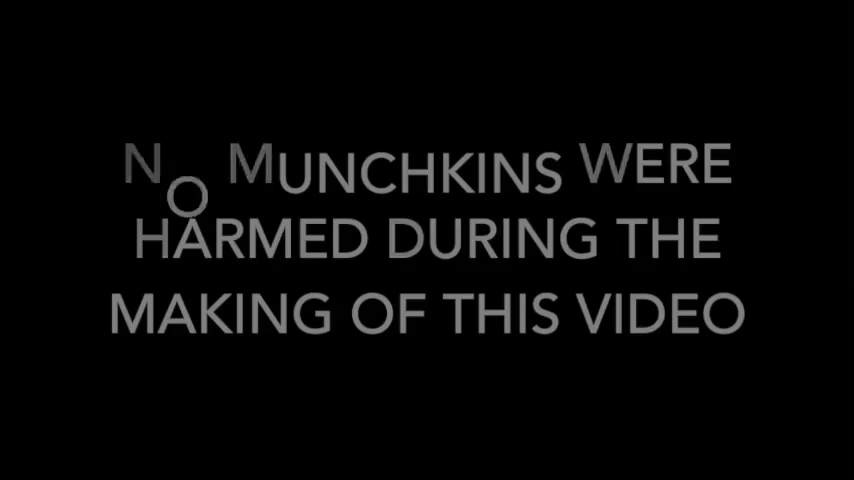 NO MUNCHKINS WERE
HARMED DURING THE
MAKING OF THIS VIDEO